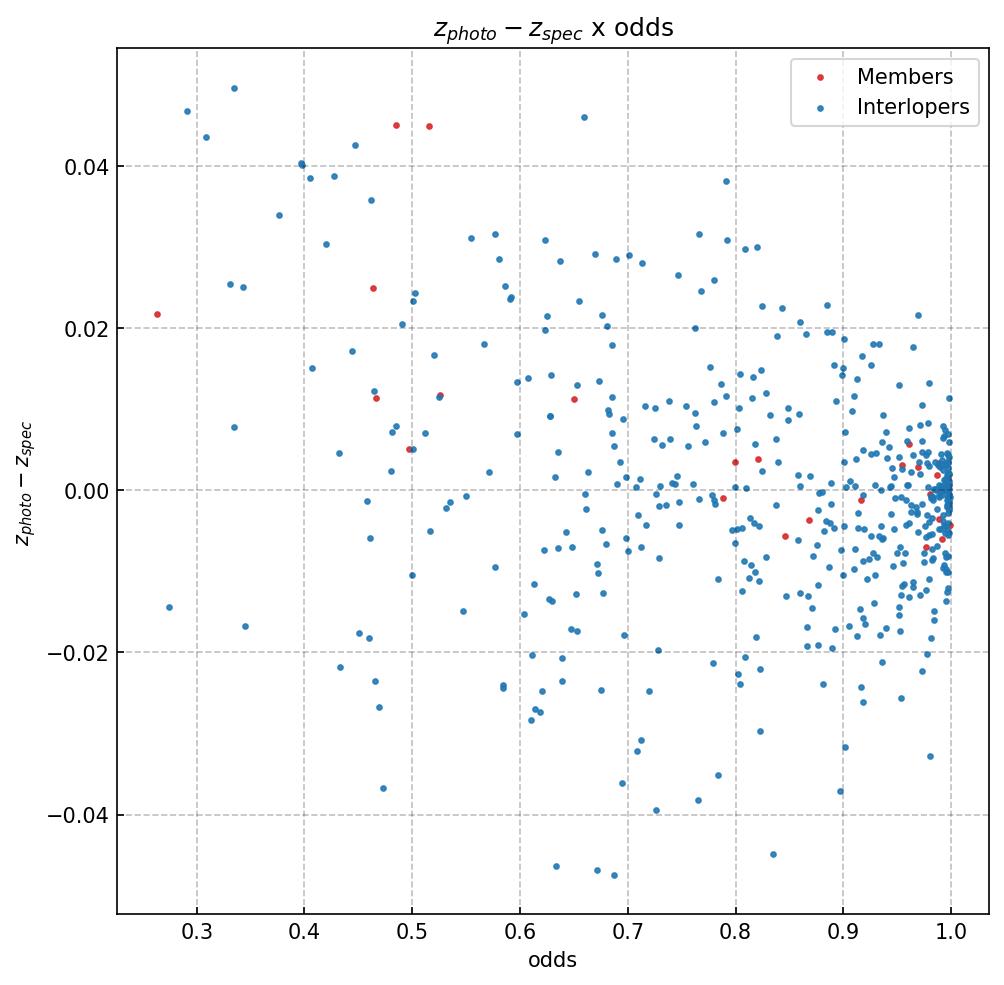 z_photo − z_spec x odds
Members
Interlopers
z_photo − z_spec
0.04
0.02
0.00
−0.02
−0.04
0.3 0.4 0.5 0.6 0.7 0.8 0.9 1.0
odds